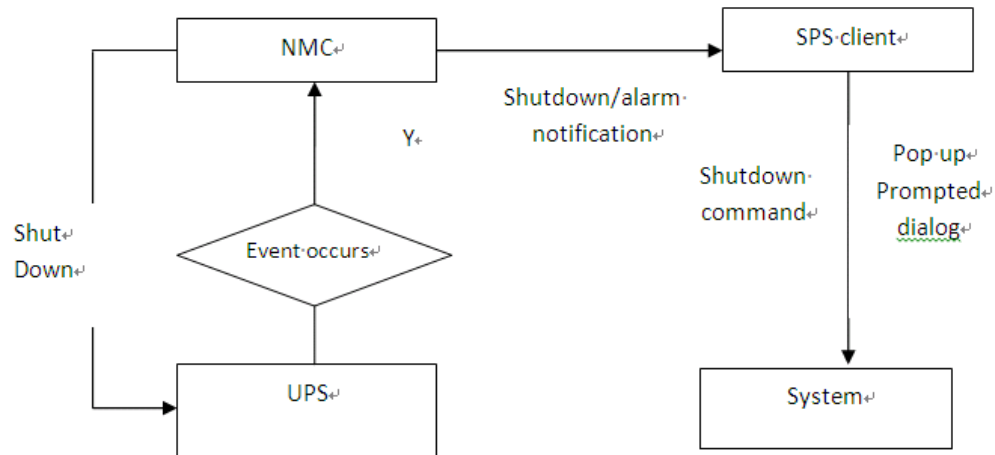 NMC
SPS·client
Shutdown/alarm·
notification
Y
Shutdown·
command
Pop·up
Prompted
dialog
Event·occurs
Shut
Down
UPS
System